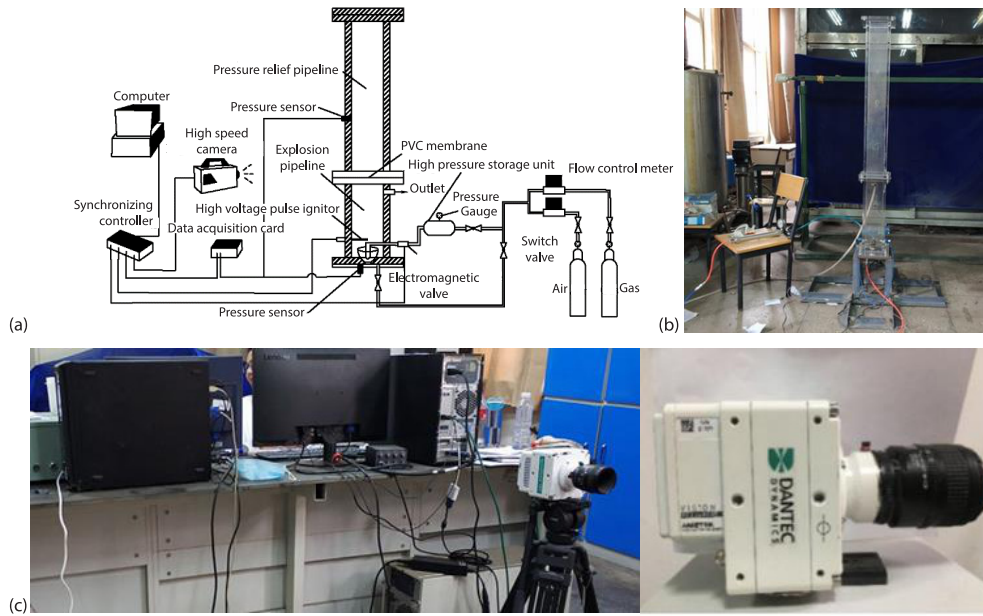 (a)
Pressure relief pipeline
Computer
Pressure sensor
High speed
camera
Explosion
pipeline
PVC membrane
High pressure storage unit
Flow control meter
Outlet
Pressure
Gauge
Synchronizing
controller
High voltage pulse ignitor
Data acquisition card
Switch
valve
Electromagnetic
valve
Air
Gas
Pressure sensor
(b)
(c)
Lenovo
VISION
DANTEC
DYNAMICS